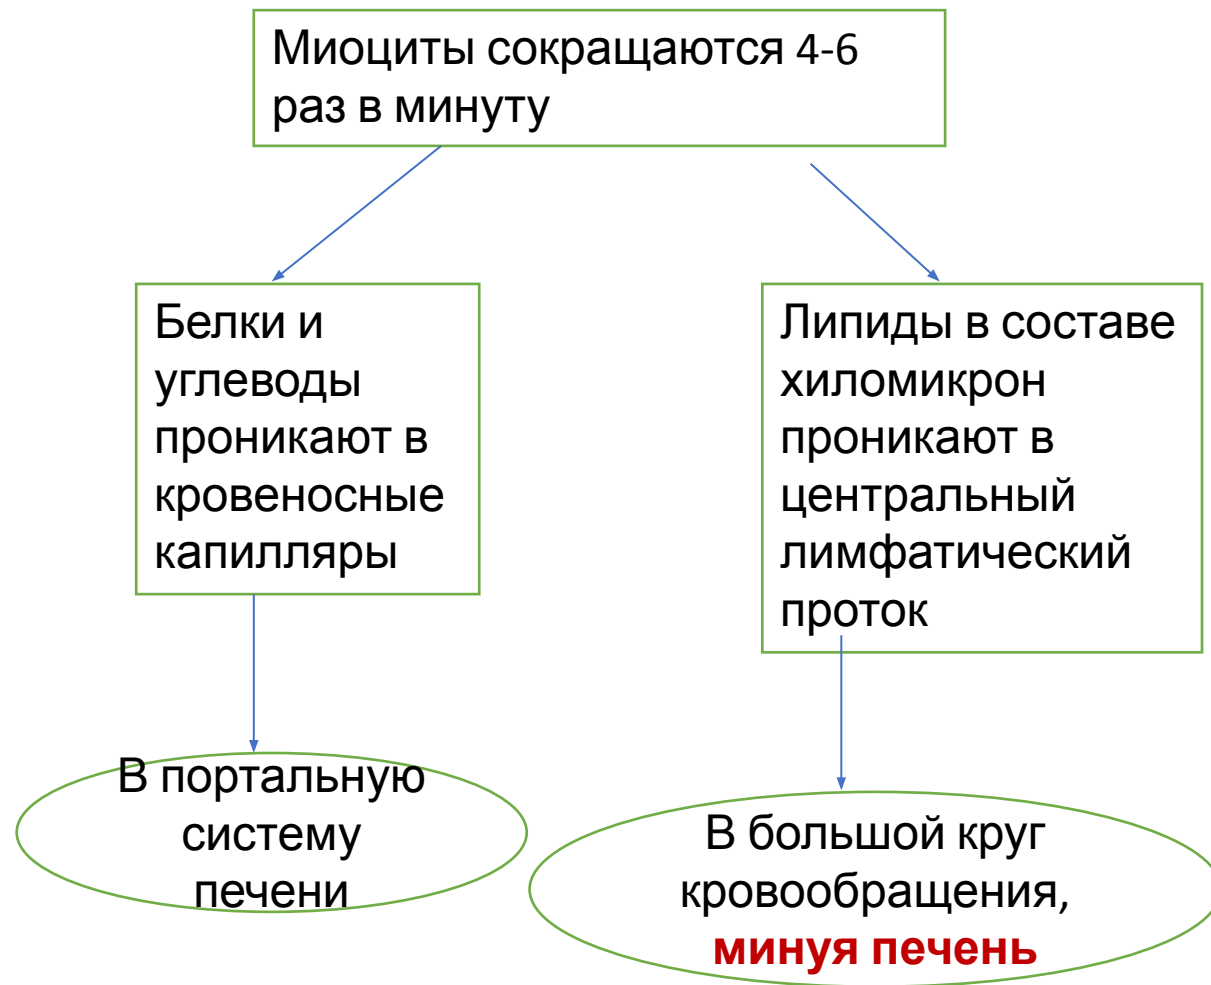 Миоциты сокращаются 4-6
раз в минуту
Белки и
углеводы
проникают в
кровеносные
капилляры
Липиды в составе
хиломикрон
проникают в
центральный
лимфатический
проток
В портальную
систему
печени
В большой круг
кровообращения,
минуя печень